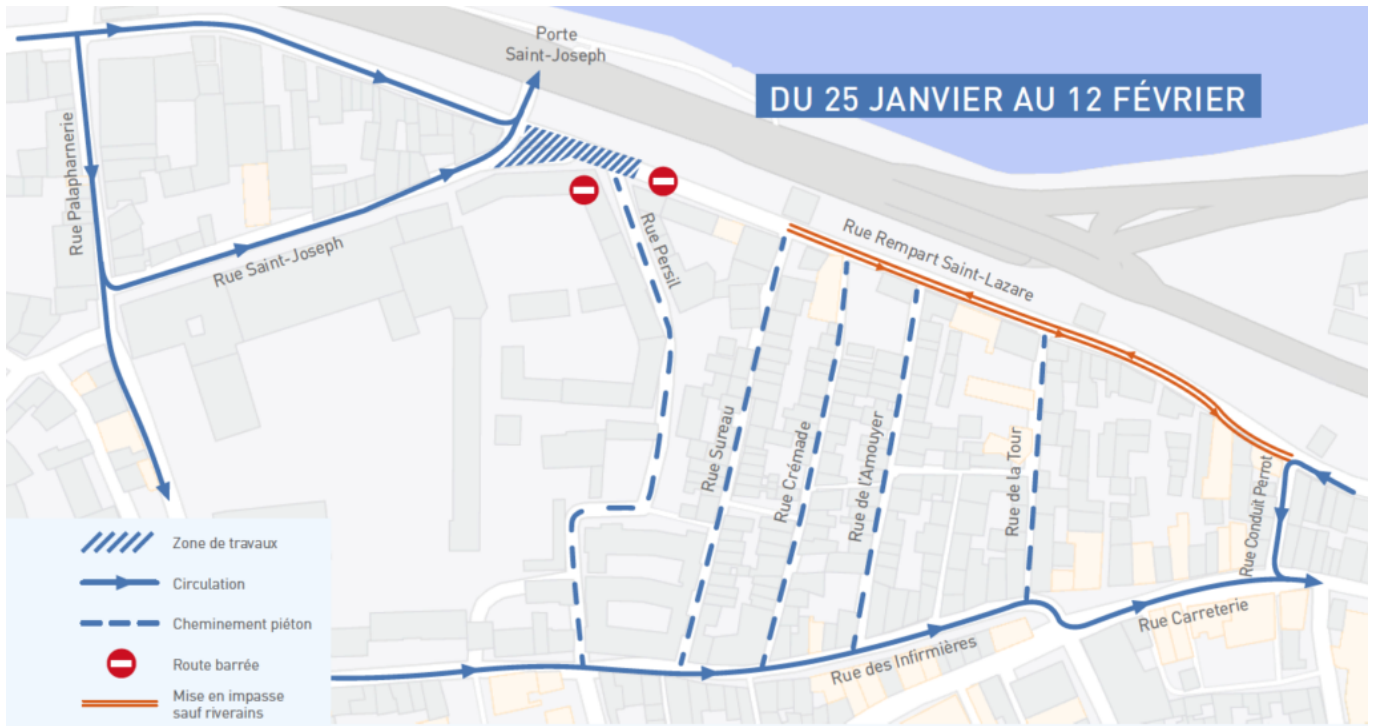 Porte
Saint-Joseph
DU 25 JANVIER AU 12 FÉVRIER
Rue Palapharnerie
Rue Saint-Joseph
Rue Persil
Rue Rempart Saint-Lazare
Rue Sureau
Rue Crémade
Rue de l'Amouyer
Rue de la Tour
Rue Conduit Perrot
Rue Carreterie
Rue des Infirmières
Zone de travaux
Circulation
Cheminement piéton
Route barrée
Mise en impasse
sauf riverains